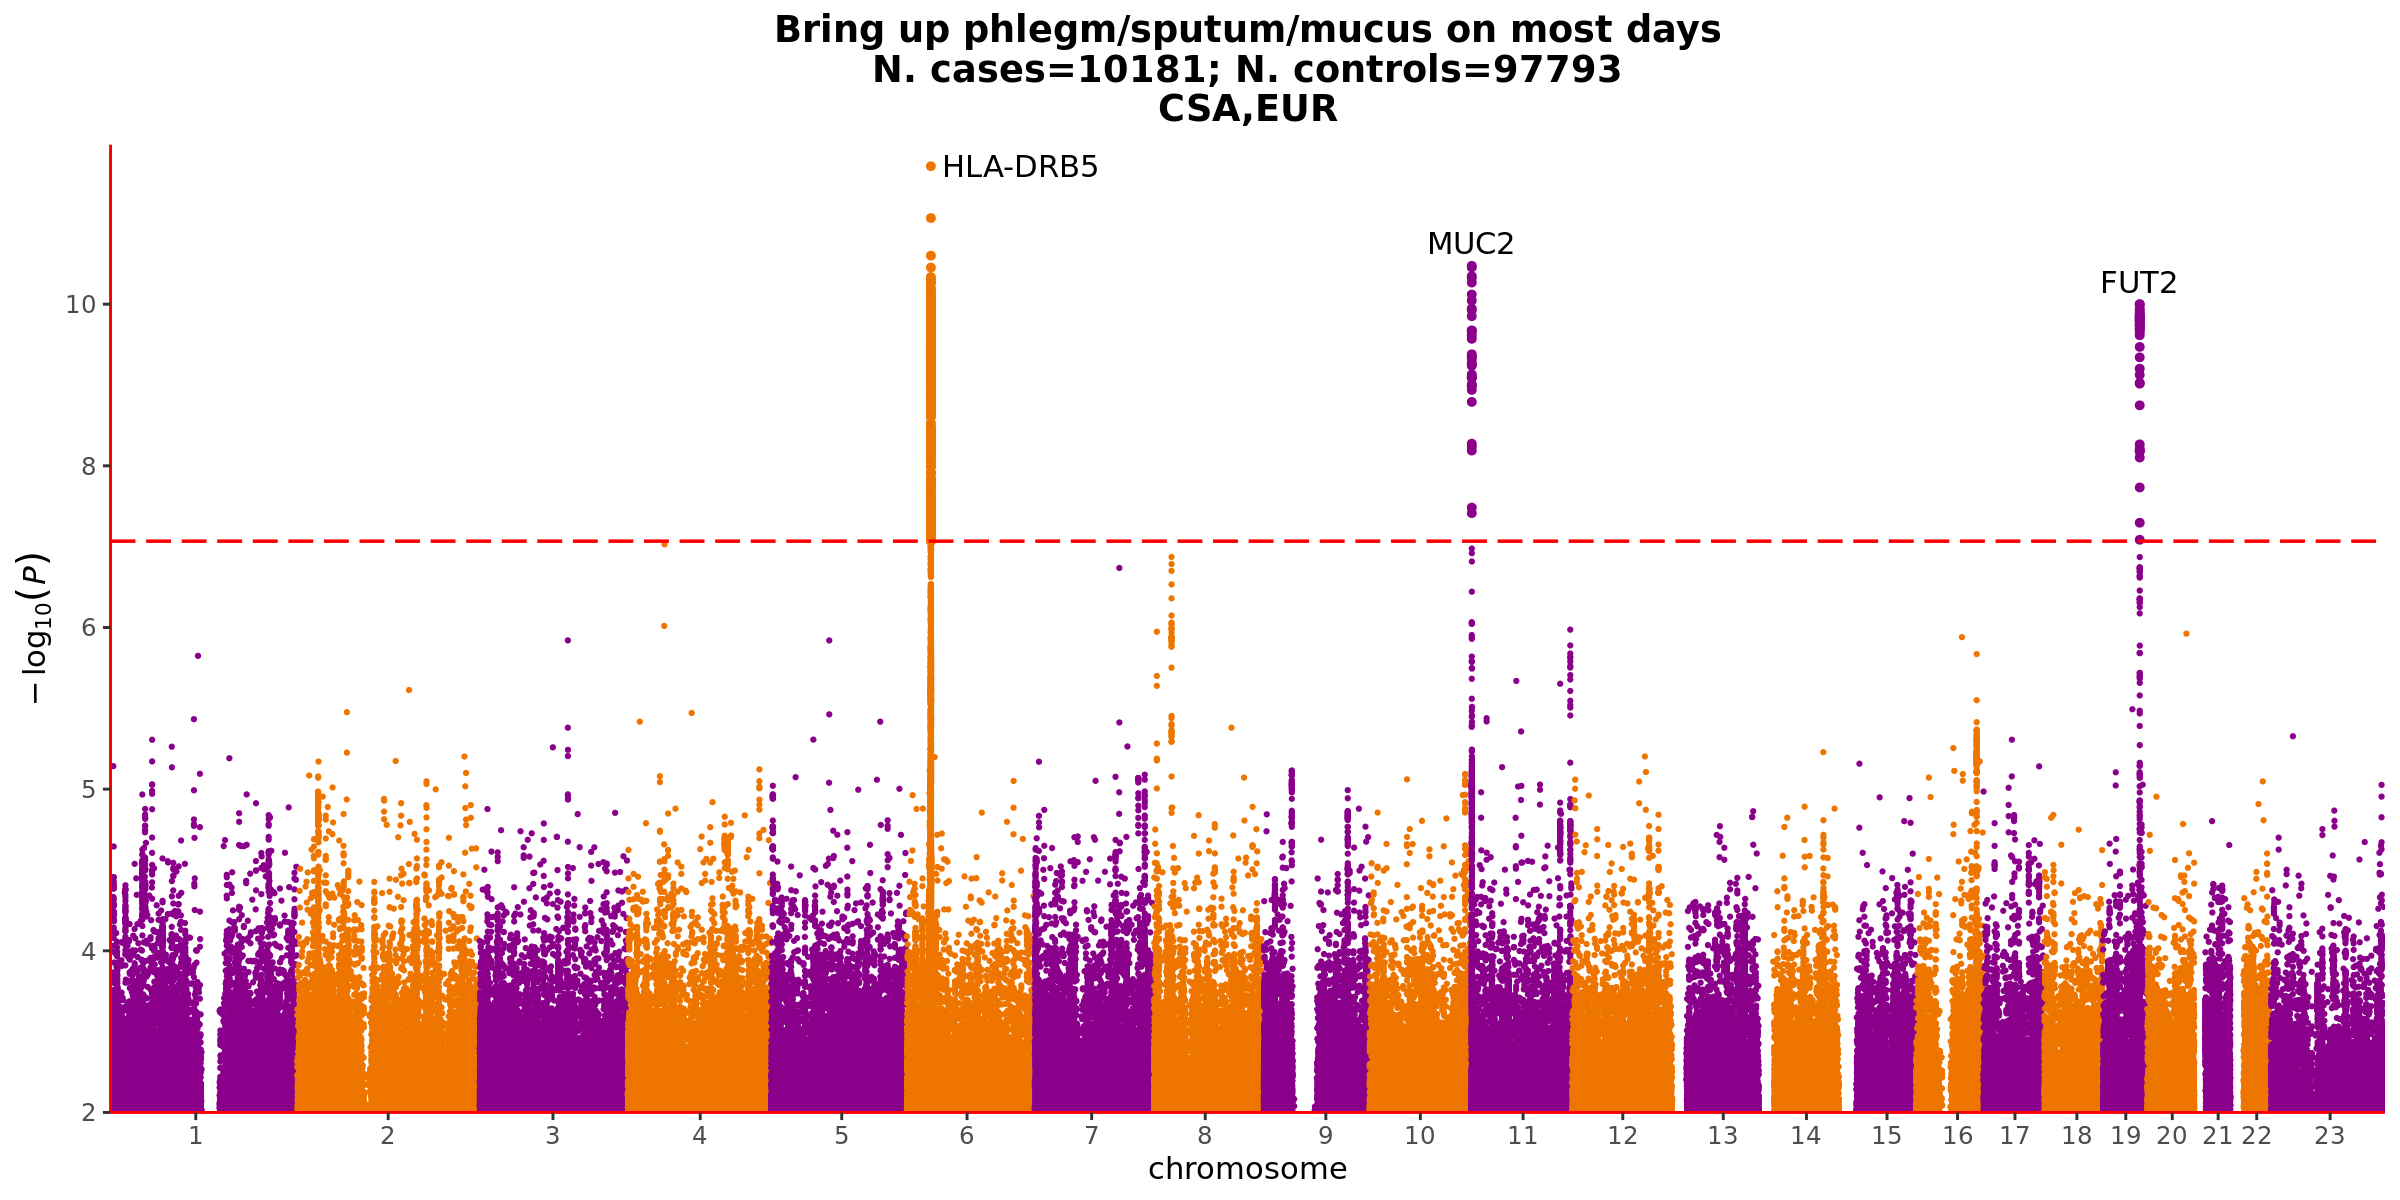 Bring up phlegm/sputum/mucus on most days
N. cases=10181; N. controls=97793
CSA,EUR
HLA-DRB5
MUC2
FUT2
10
8
6
5
4
2
−log₁₀(P)
1 2 3 4 5 6 7 8 9 10 11 12 13 14 15 16 17 18 19 20 21 22 23
chromosome